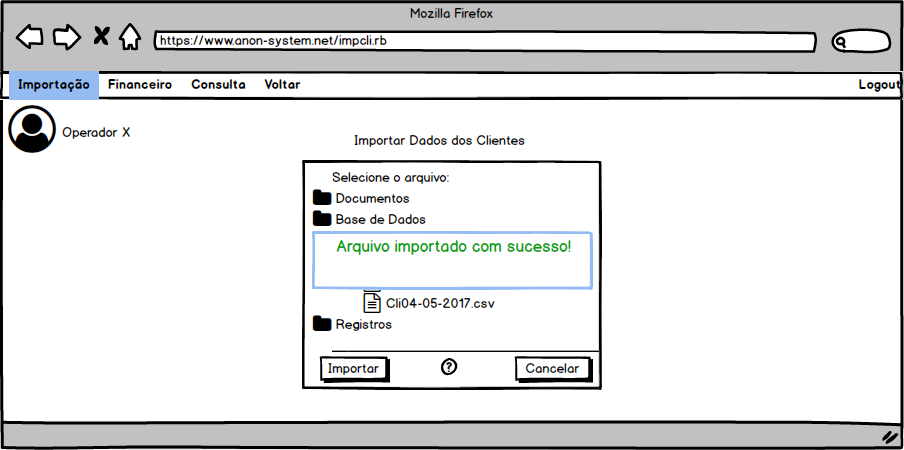 Mozilla Firefox
https://www.anon-system.net/impcli.rb
Importação Financeiro Consulta Voltar Logout
Operador X
Importar Dados dos Clientes
Selecione o arquivo:
Documentos
Base de Dados
Arquivo importado com sucesso!
Cli04-05-2017.csv
Registros
Importar ? Cancelar